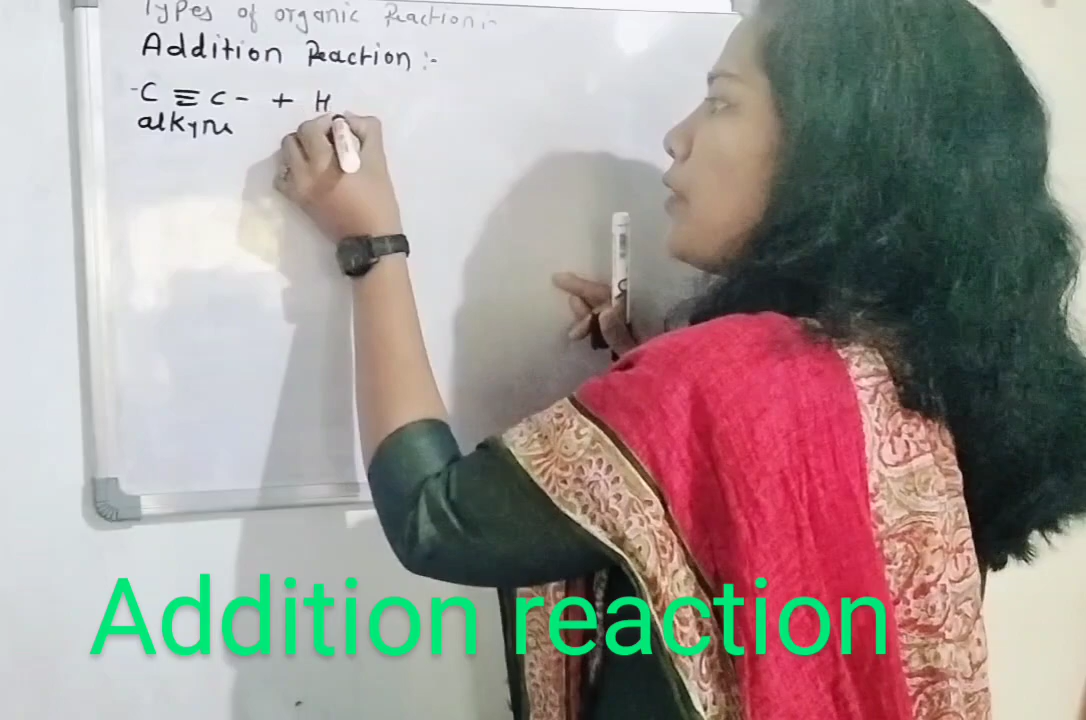 Types of organic Reaction:-
Addition Reaction :-
-C ≡ C - + H
alkyne
Addition reaction